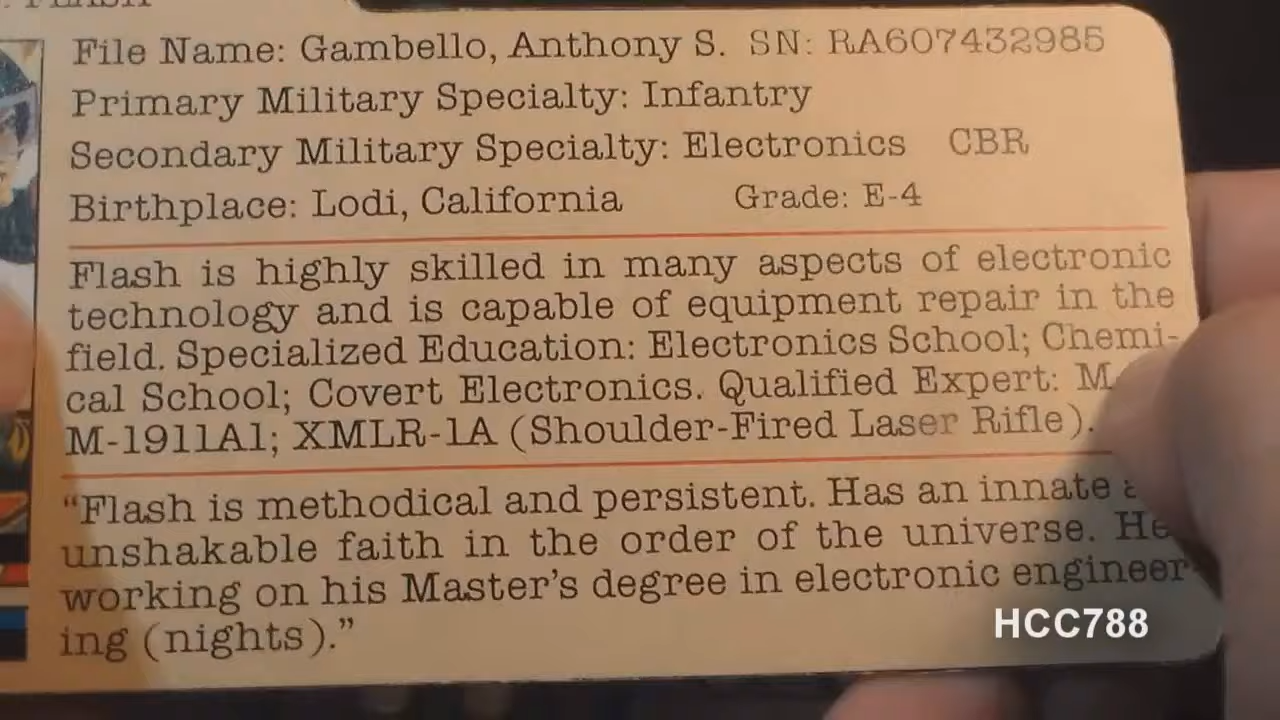 FLASH
File Name: Gambello, Anthony S. SN: RA607432985
Primary Military Specialty: Infantry
Secondary Military Specialty: Electronics CBR
Birthplace: Lodi, California Grade: E-4
Flash is highly skilled in many aspects of electronic
technology and is capable of equipment repair in the
field. Specialized Education: Electronics School; Chemi-
cal School; Covert Electronics. Qualified Expert:
M-1911A1; XMLR-1A (Shoulder-Fired Laser Rifle).
“Flash is methodical and persistent. Has an innate
unshakable faith in the order of the universe. He
working on his Master's degree in electronic engineer
ing (nights).”
HCC788